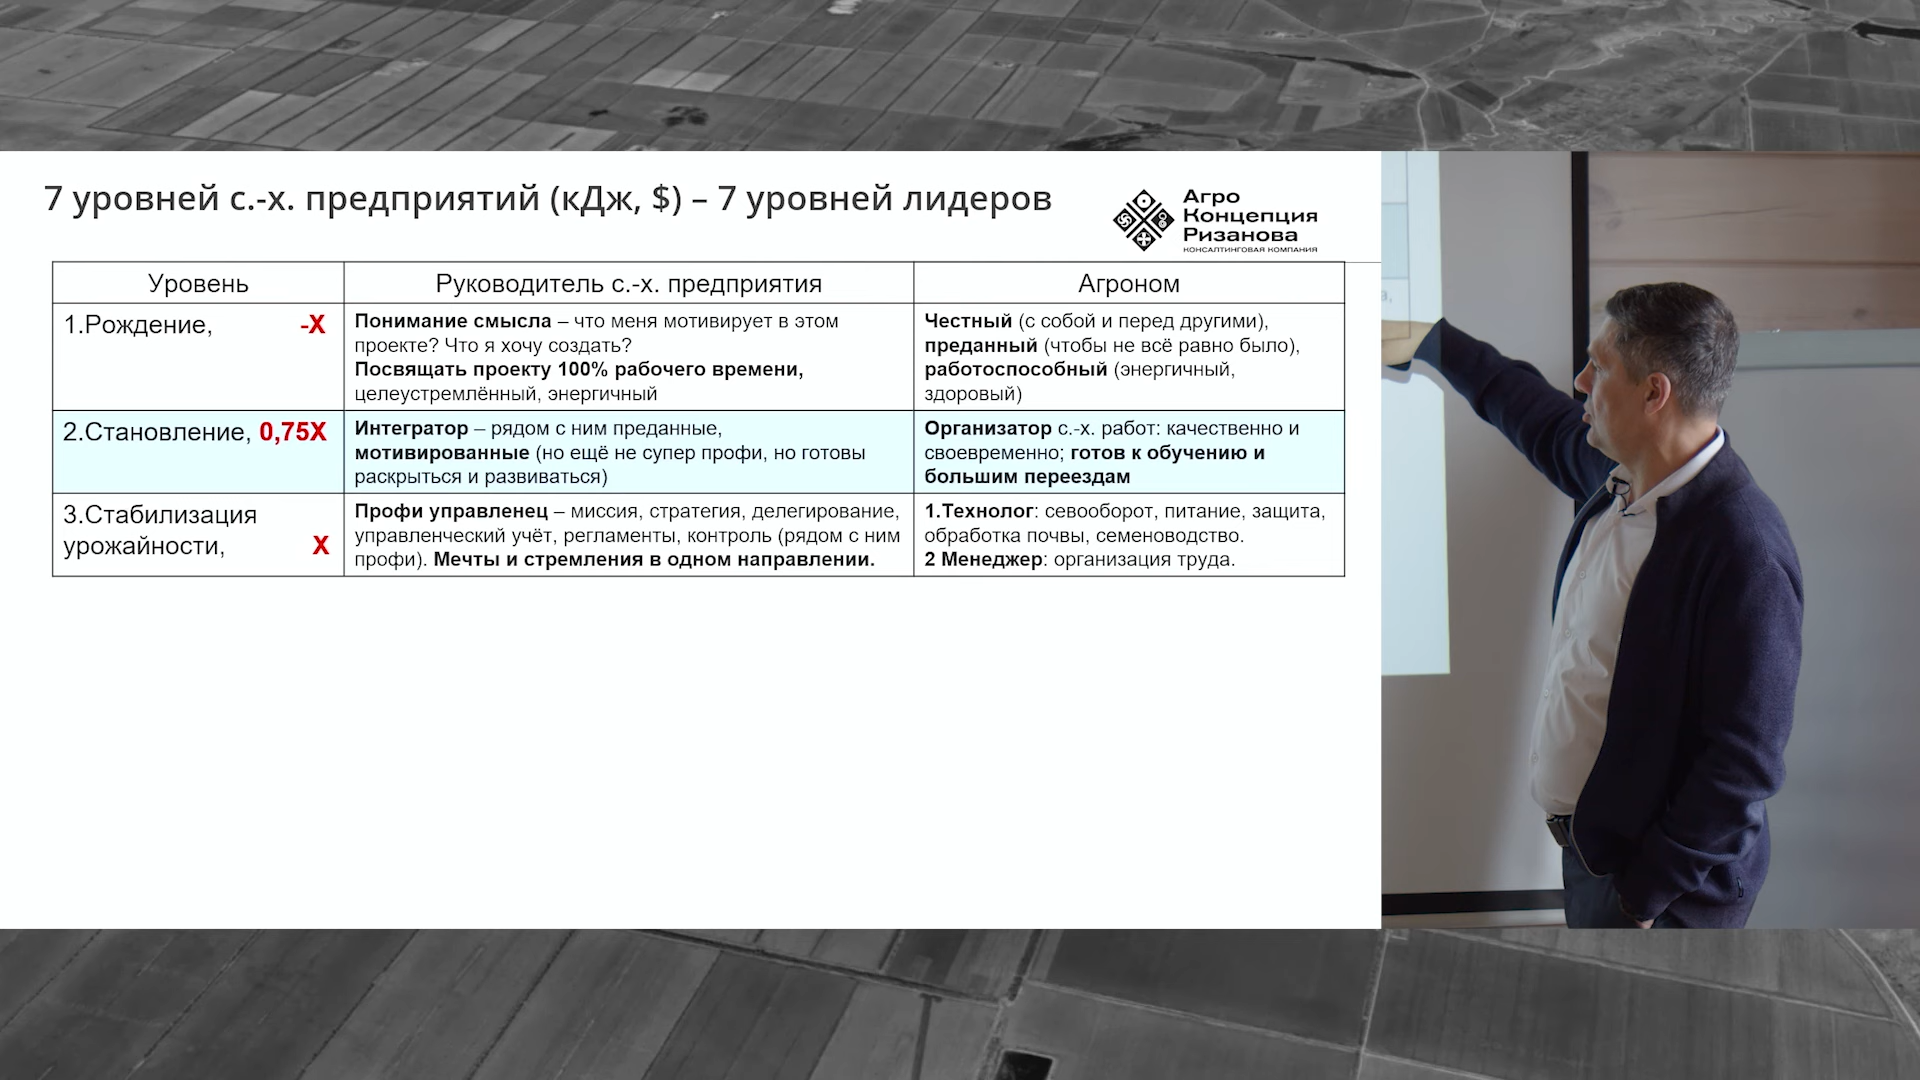 7 уровней с.-х. предприятий (кДж, $) – 7 уровней лидеров
Агро
Концепция
Ризанова
КОНСАЛТИНГОВАЯ КОМПАНИЯ
Уровень
Руководитель с.-х. предприятия
Агроном
1.Рождение, -Х
Понимание смысла – что меня мотивирует в этом
проекте? Что я хочу создать?
Посвящать проекту 100% рабочего времени,
целеустремлённый, энергичный
Честный (с собой и перед другими),
преданный (чтобы не всё равно было),
работоспособный (энергичный,
здоровый)
2.Становление, 0,75Х
Интегратор – рядом с ним преданные,
мотивированные (но ещё не супер профи, но готовы
раскрыться и развиваться)
Организатор с.-х. работ: качественно и
своевременно; готов к обучению и
большим переездам
3.Стабилизация
урожайности, Х
Профи управленец – миссия, стратегия, делегирование,
управленческий учёт, регламенты, контроль (рядом с ним
профи). Мечты и стремления в одном направлении.
1.Технолог: севооборот, питание, защита,
обработка почвы, семеноводство.
2 Менеджер: организация труда.